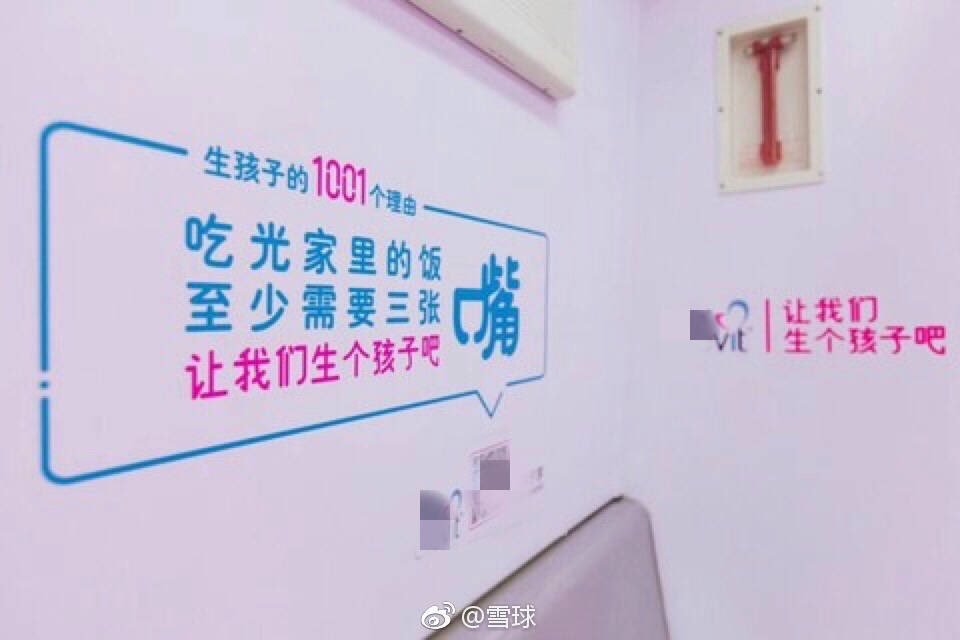 生孩子的1001个理由
吃光家里的饭
至少需要三张
嘴
让我们生个孩子吧
vit
让我们
生个孩子吧
@雪球